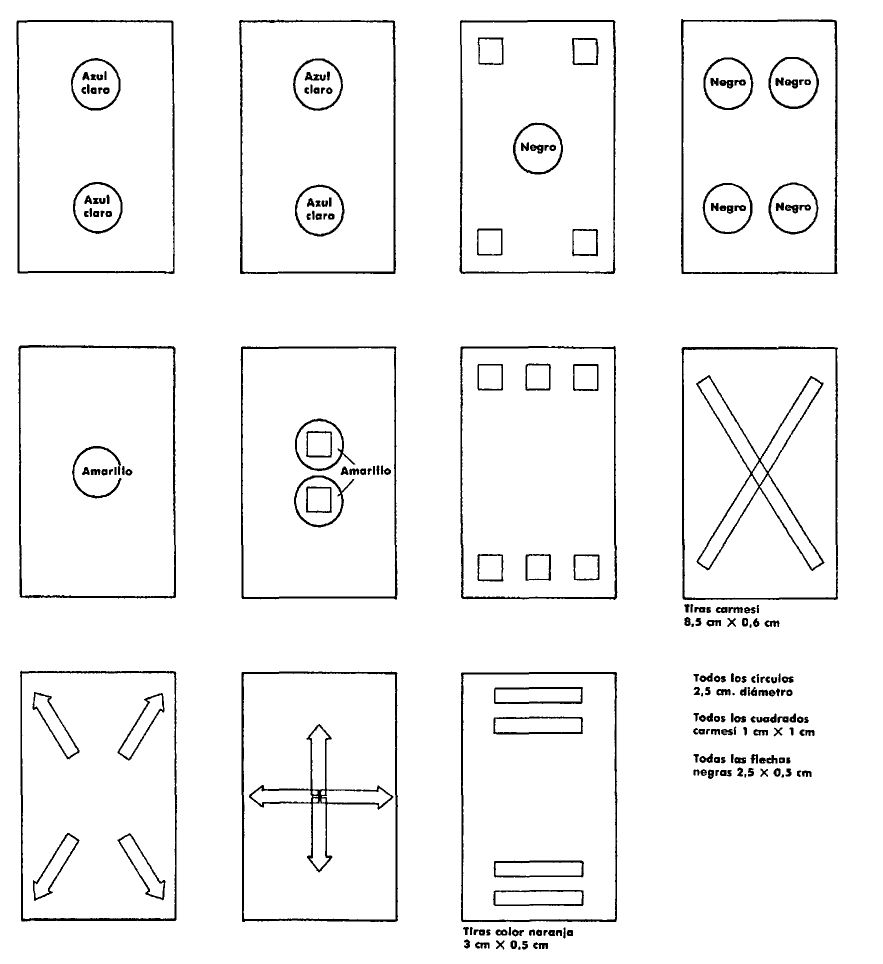 Azul
claro
Azul
claro
Azul
claro
Azul
claro
Negro
Negro
Negro
Negro
Negro
Amarillo
Amarillo
Tiras carmesi
8,5 cm X 0,6 cm
Tiras color naranja
3 cm X 0,5 cm
Todos los círculos
2,5 cm. diámetro
Todos los cuadrados
carmesí 1 cm X 1 cm
Todas las flechas
negras 2,5 X 0,5 cm